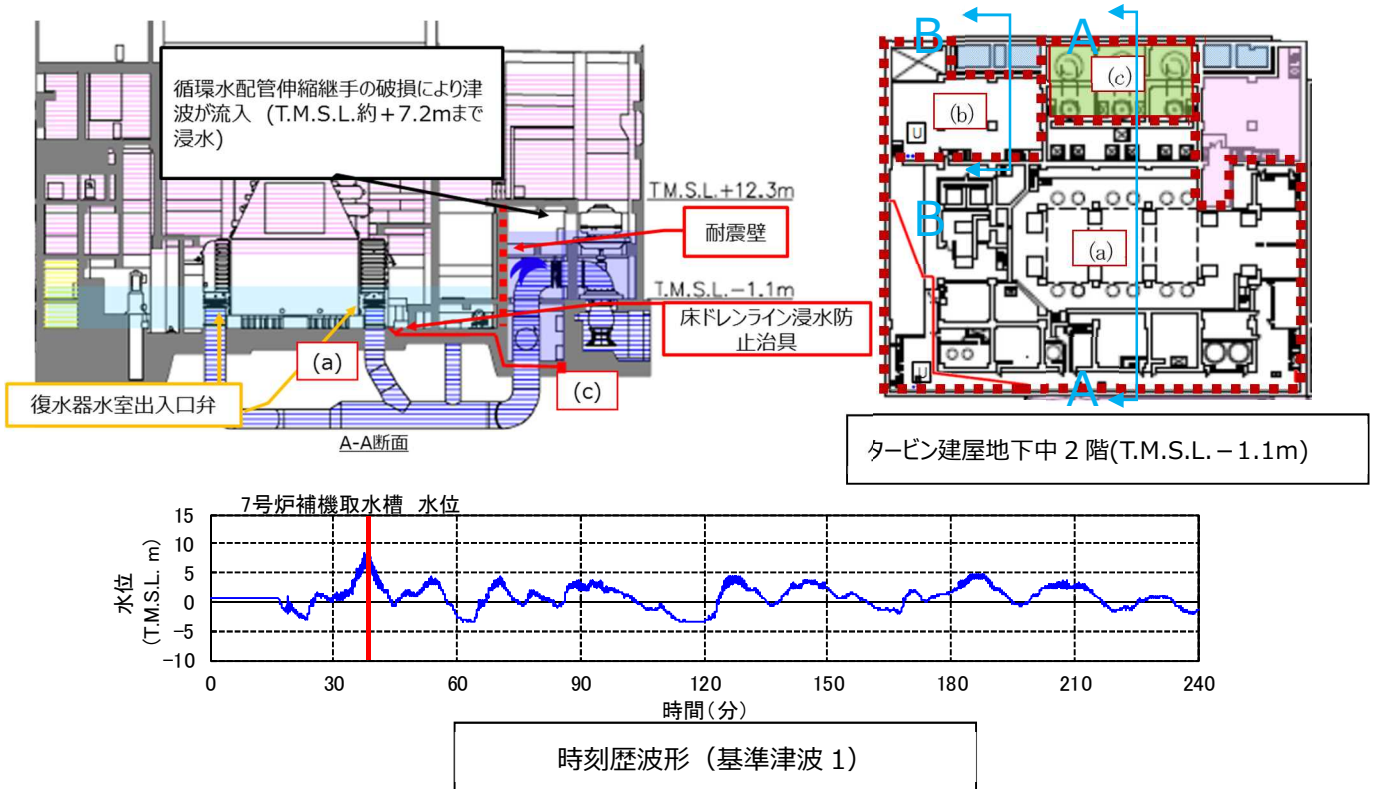 循環水配管伸縮継手の破損により津
波が流入 (T.M.S.L.約+7.2mまで
浸水)
T.M.S.L.+12.3m
耐震壁
T.M.S.L.-1.1m
床ドレンライン浸水防
止治具
(a)
(c)
復水器水室出入口弁
A-A断面
B
A
(c)
(b)
U
B
(a)
U
A
タービン建屋地下中2階(T.M.S.L.-1.1m)
7号炉補機取水槽 水位
水位
(T.M.S.L. m)
15
10
5
0
-5
-10
0 30 60 90 120 150 180 210 240
時間(分)
時刻歴波形（基準津波1）